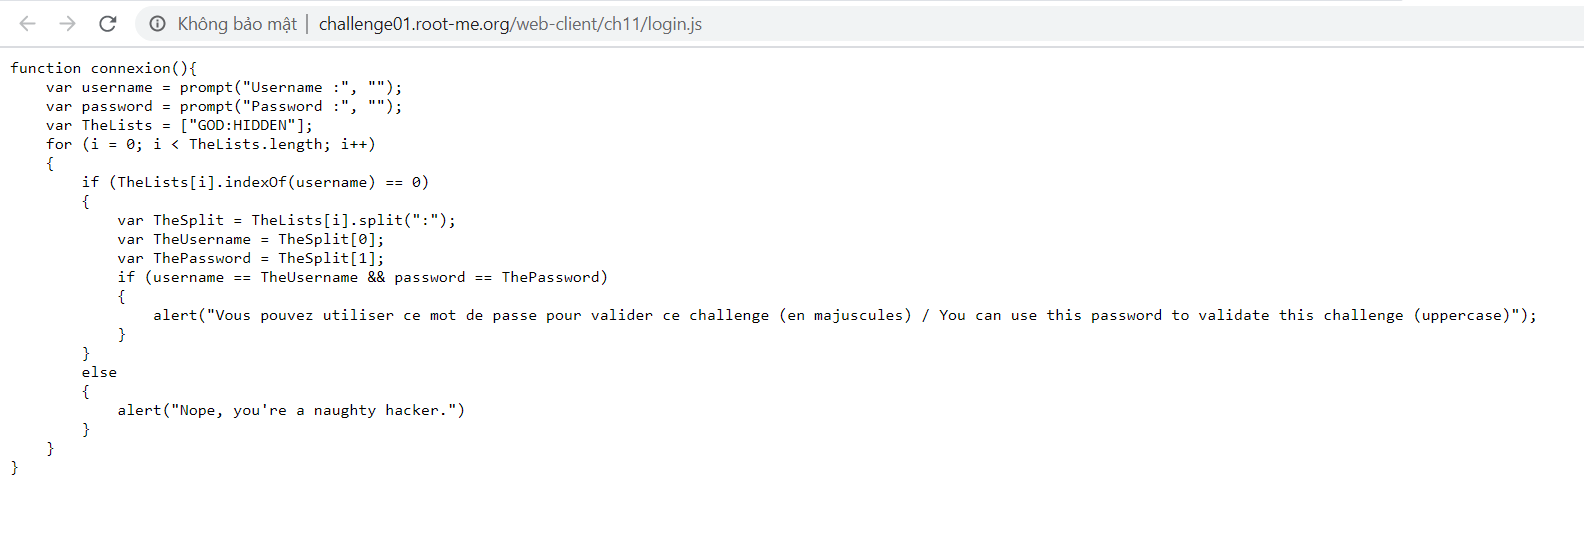 Không bảo mật | challenge01.root-me.org/web-client/ch11/login.js
function connexion(){
    var username = prompt("Username :", "");
    var password = prompt("Password :", "");
    var TheLists = ["GOD:HIDDEN"];
    for (i = 0; i < TheLists.length; i++)
    {
        if (TheLists[i].indexOf(username) == 0)
        {
            var TheSplit = TheLists[i].split(":");
            var TheUsername = TheSplit[0];
            var ThePassword = TheSplit[1];
            if (username == TheUsername && password == ThePassword)
            {
                alert("Vous pouvez utiliser ce mot de passe pour valider ce challenge (en majuscules) / You can use this password to validate this challenge (uppercase)");
            }
        }
        else
        {
            alert("Nope, you're a naughty hacker.")
        }
    }
}